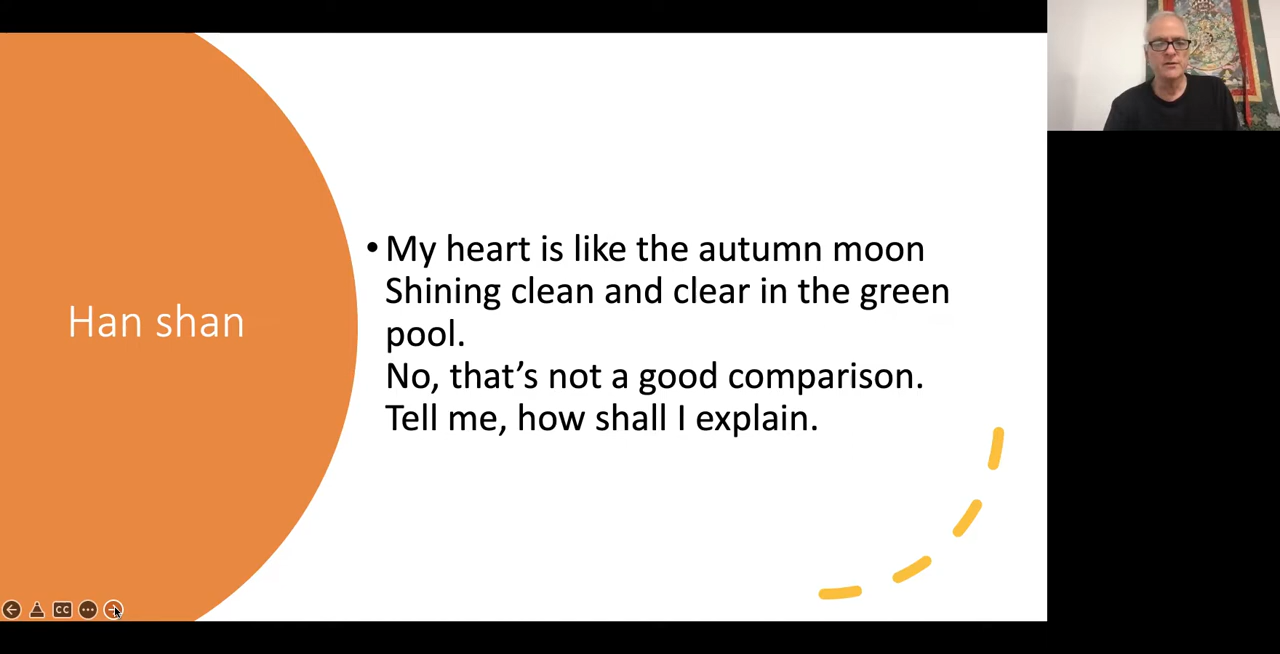 Han shan
• My heart is like the autumn moon
Shining clean and clear in the green
pool.
No, that’s not a good comparison.
Tell me, how shall I explain.
CC